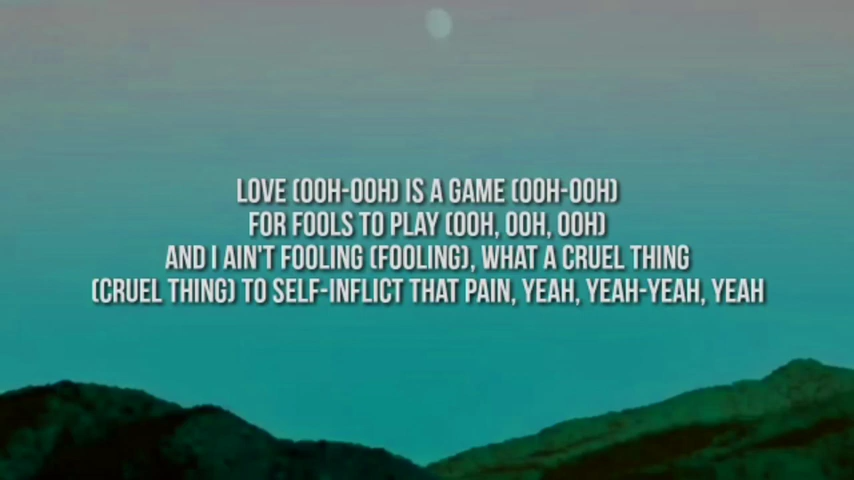 LOVE (OOH-OOH) IS A GAME (OOH-OOH)
FOR FOOLS TO PLAY (OOH, OOH, OOH)
AND I AIN'T FOOLING (FOOLING), WHAT A CRUEL THING
(CRUEL THING) TO SELF-INFLICT THAT PAIN, YEAH, YEAH-YEAH, YEAH